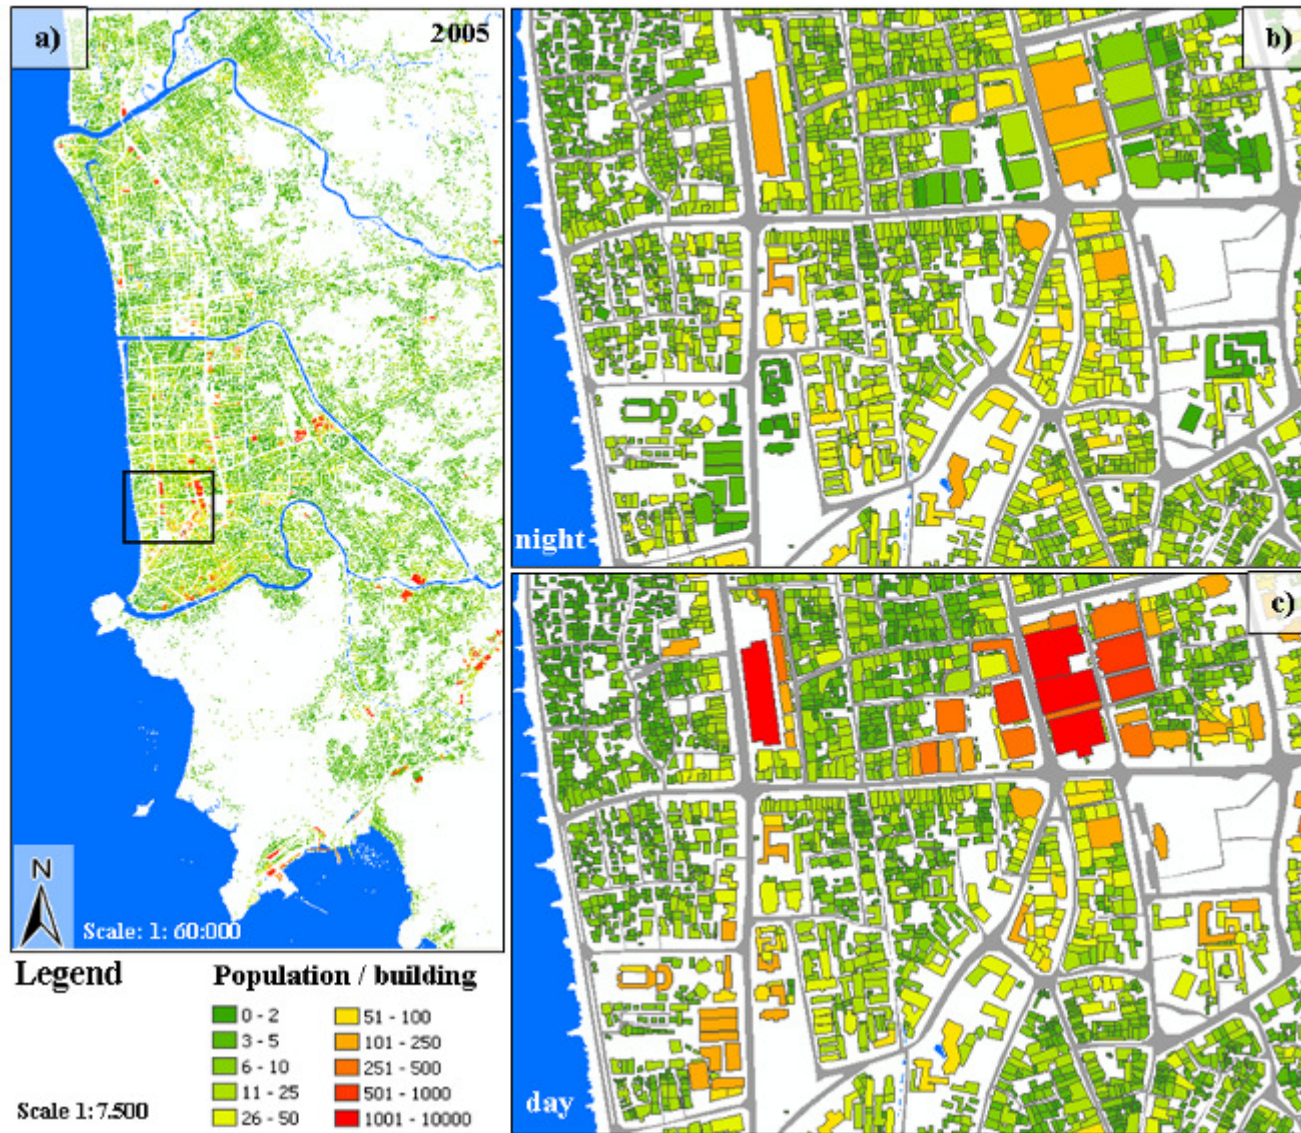 a)
2005
b)
night
c)
day
N
Scale: 1: 60:000
Legend
Population / building
0 - 2
3 - 5
6 - 10
11 - 25
26 - 50
51 - 100
101 - 250
251 - 500
501 - 1000
1001 - 10000
Scale 1:7.500